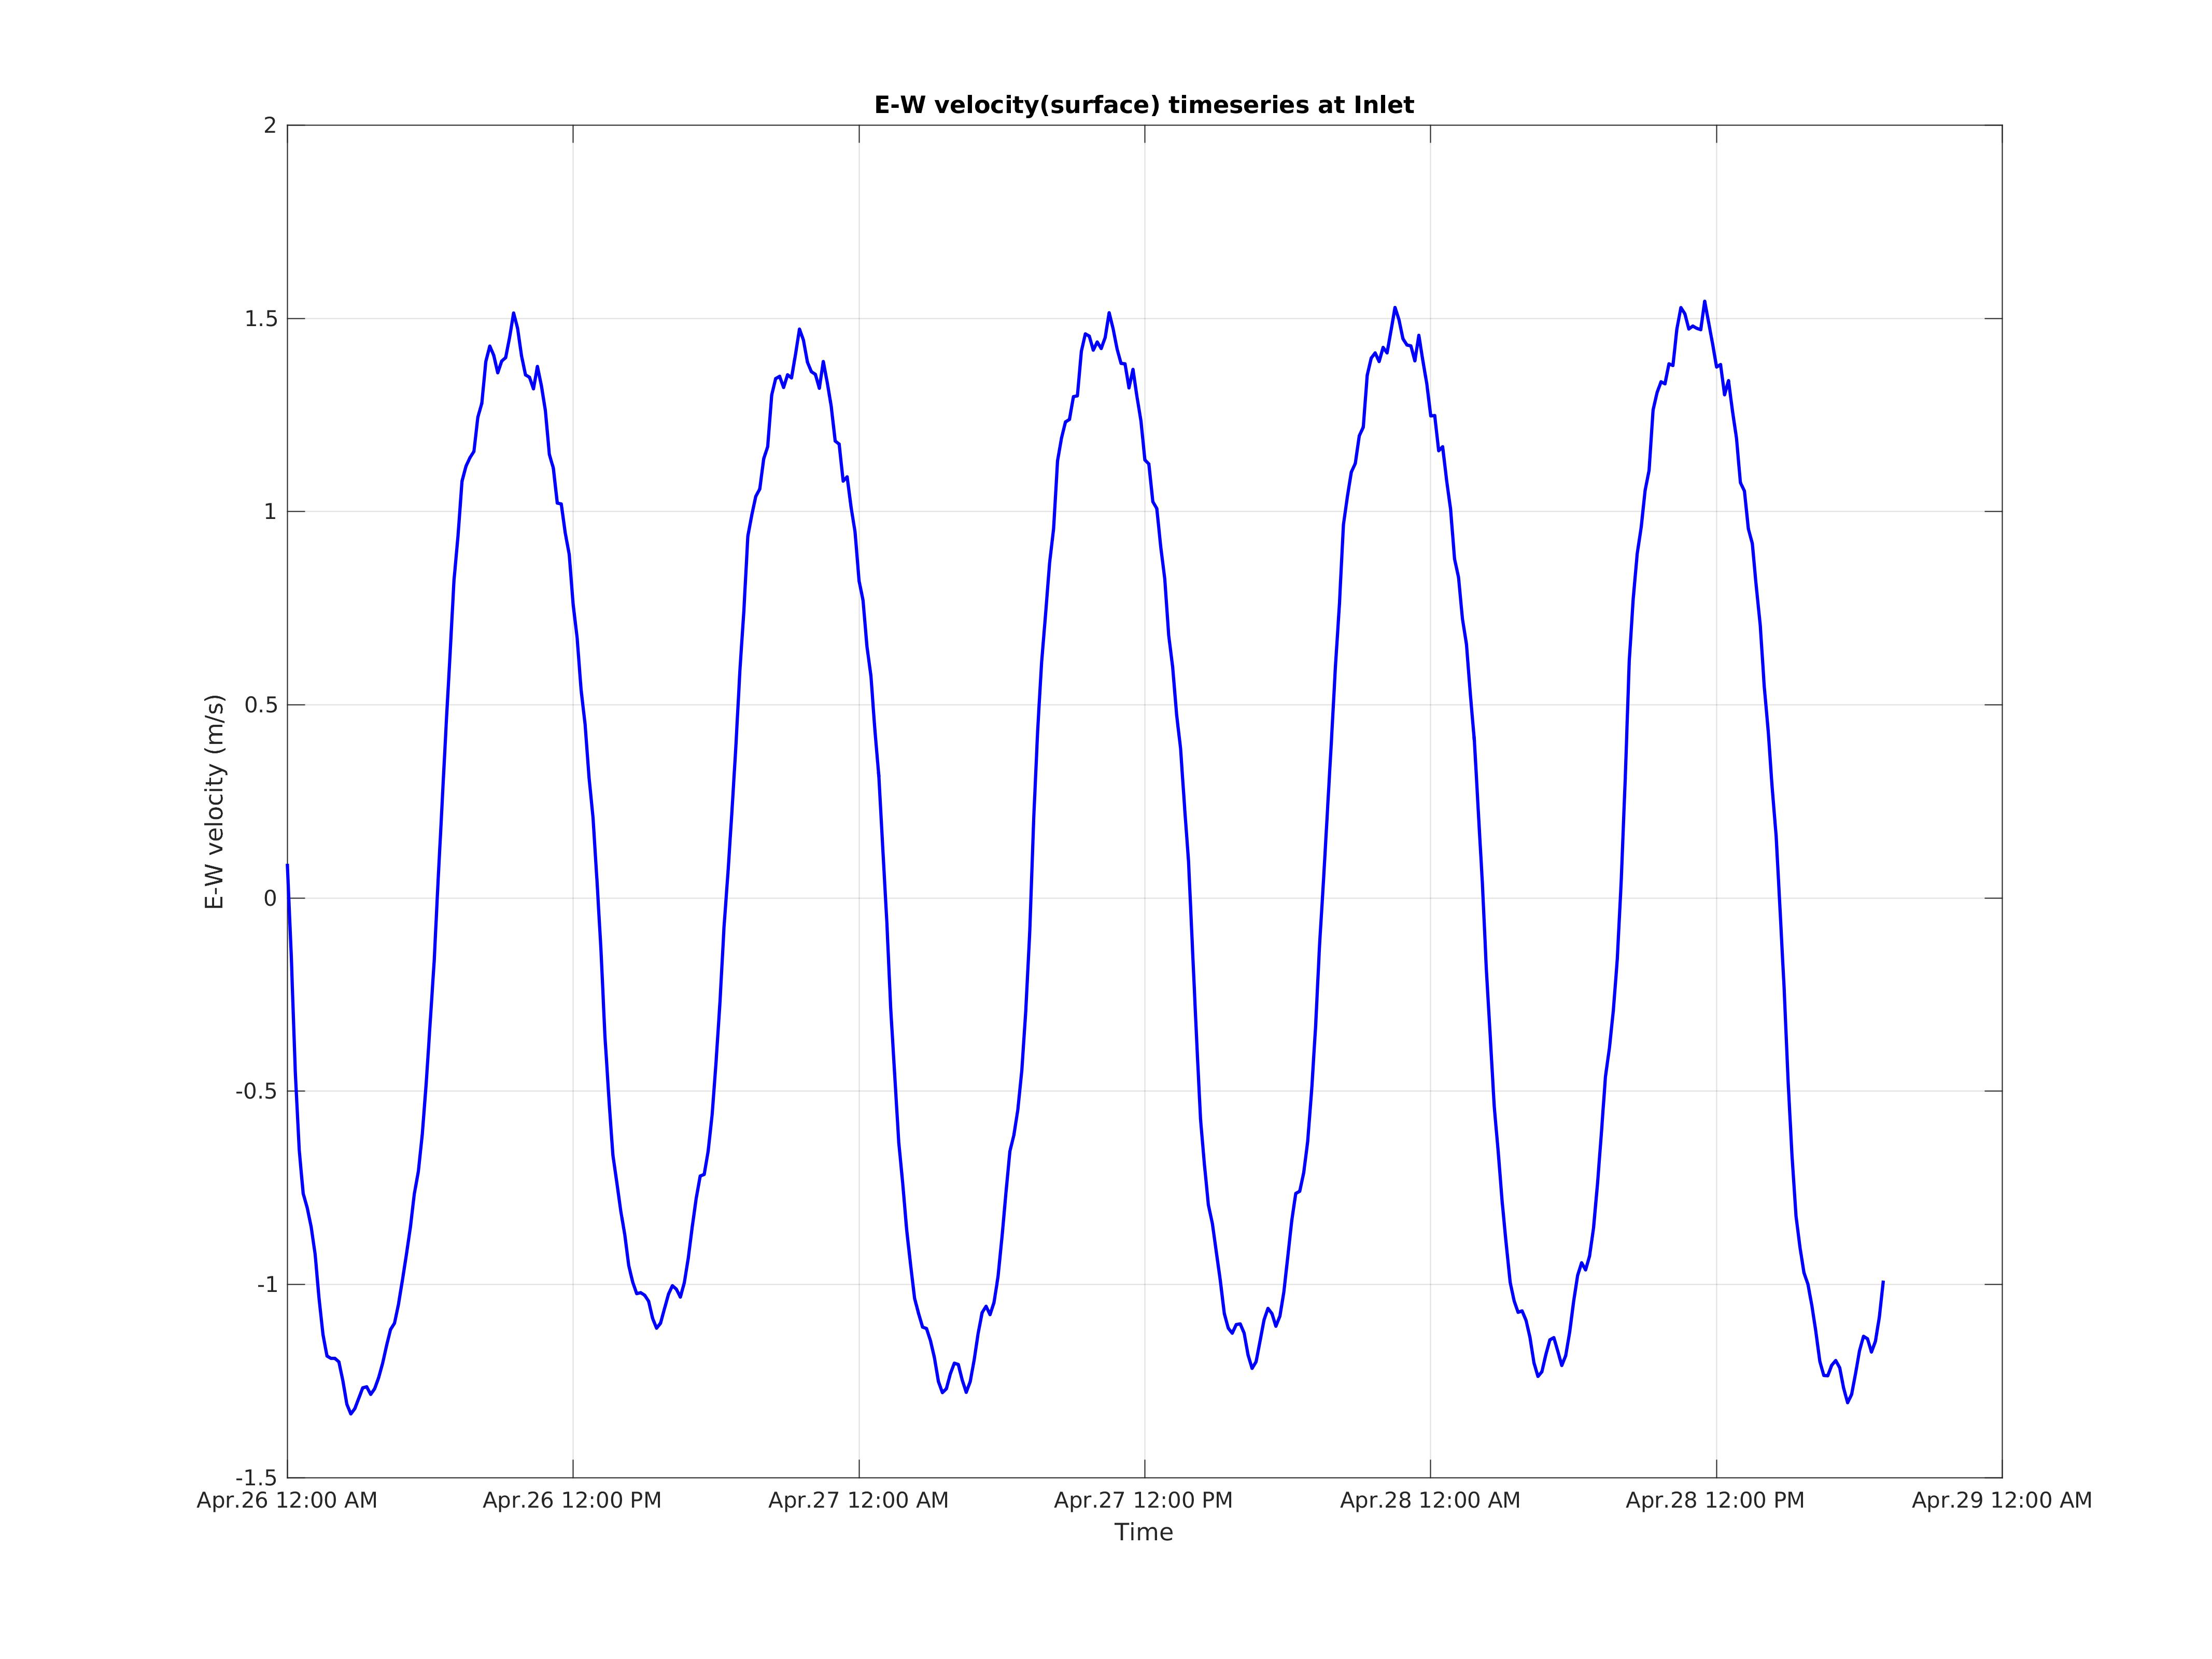 E-W velocity(surface) timeseries at Inlet
2
1.5
1
0.5
0
-0.5
-1
-1.5
E-W velocity (m/s)
Apr.26 12:00 AM Apr.26 12:00 PM Apr.27 12:00 AM Apr.27 12:00 PM Apr.28 12:00 AM Apr.28 12:00 PM Apr.29 12:00 AM
Time